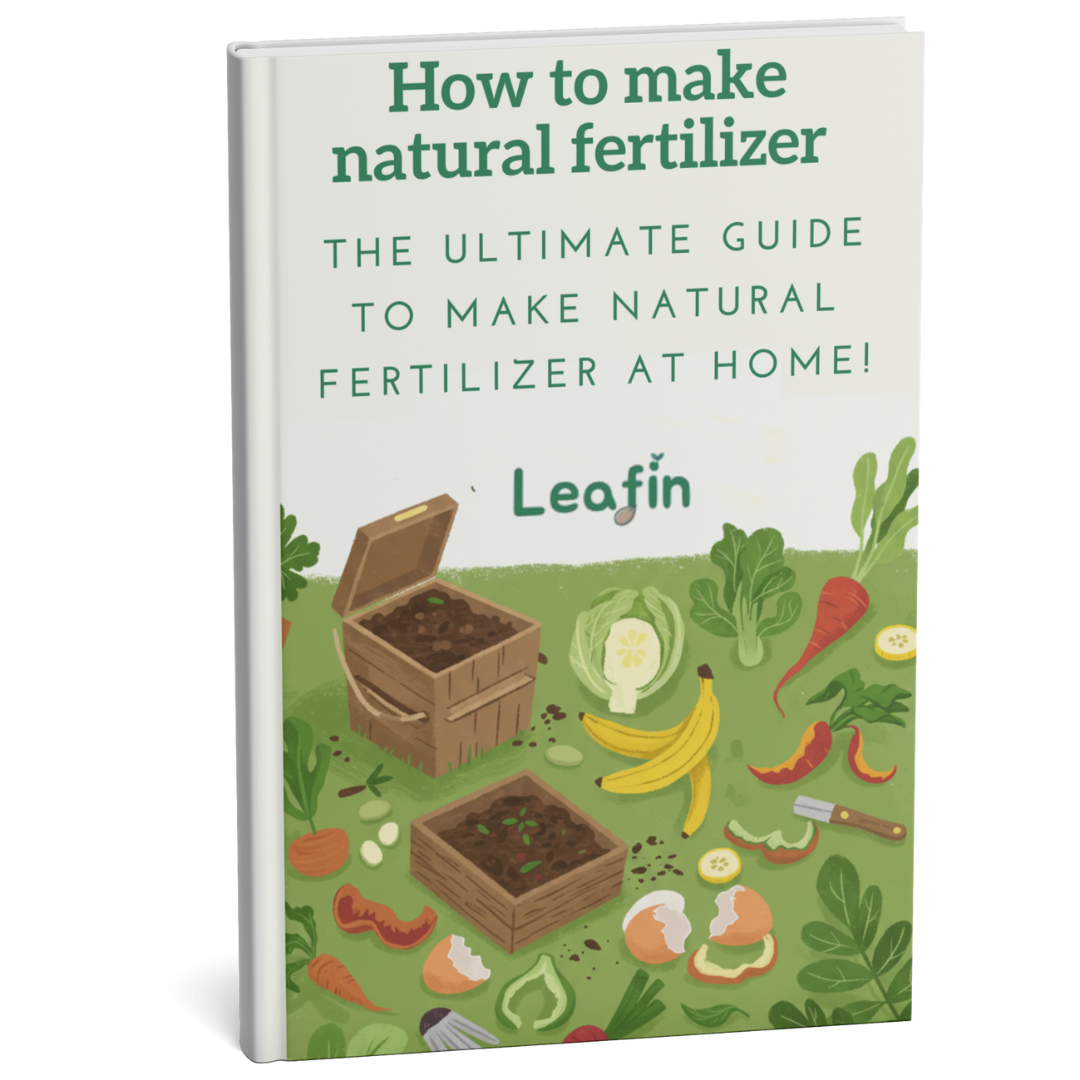 How to make
natural fertilizer
THE ULTIMATE GUIDE
TO MAKE NATURAL
FERTILIZER AT HOME!
Leafin